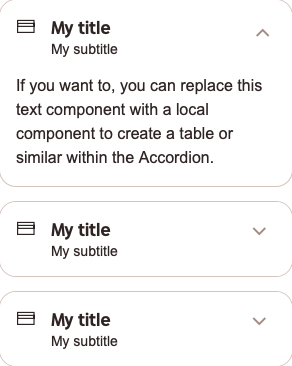 My title
My subtitle
If you want to, you can replace this
text component with a local
component to create a table or
similar within the Accordion.
My title
My subtitle
My title
My subtitle